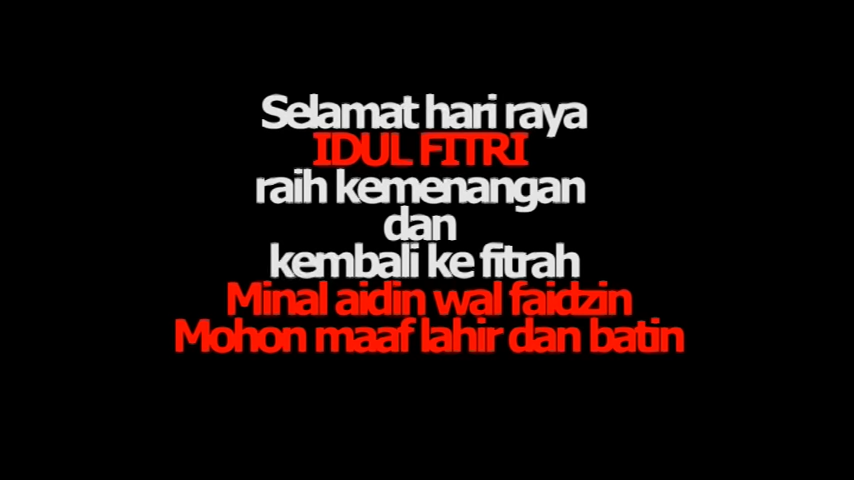 Selamat hari raya
IDUL FITRI
raih kemenangan
dan
kembali ke fitrah
Minal aidin wal faidzin
Mohon maaf lahir dan batin